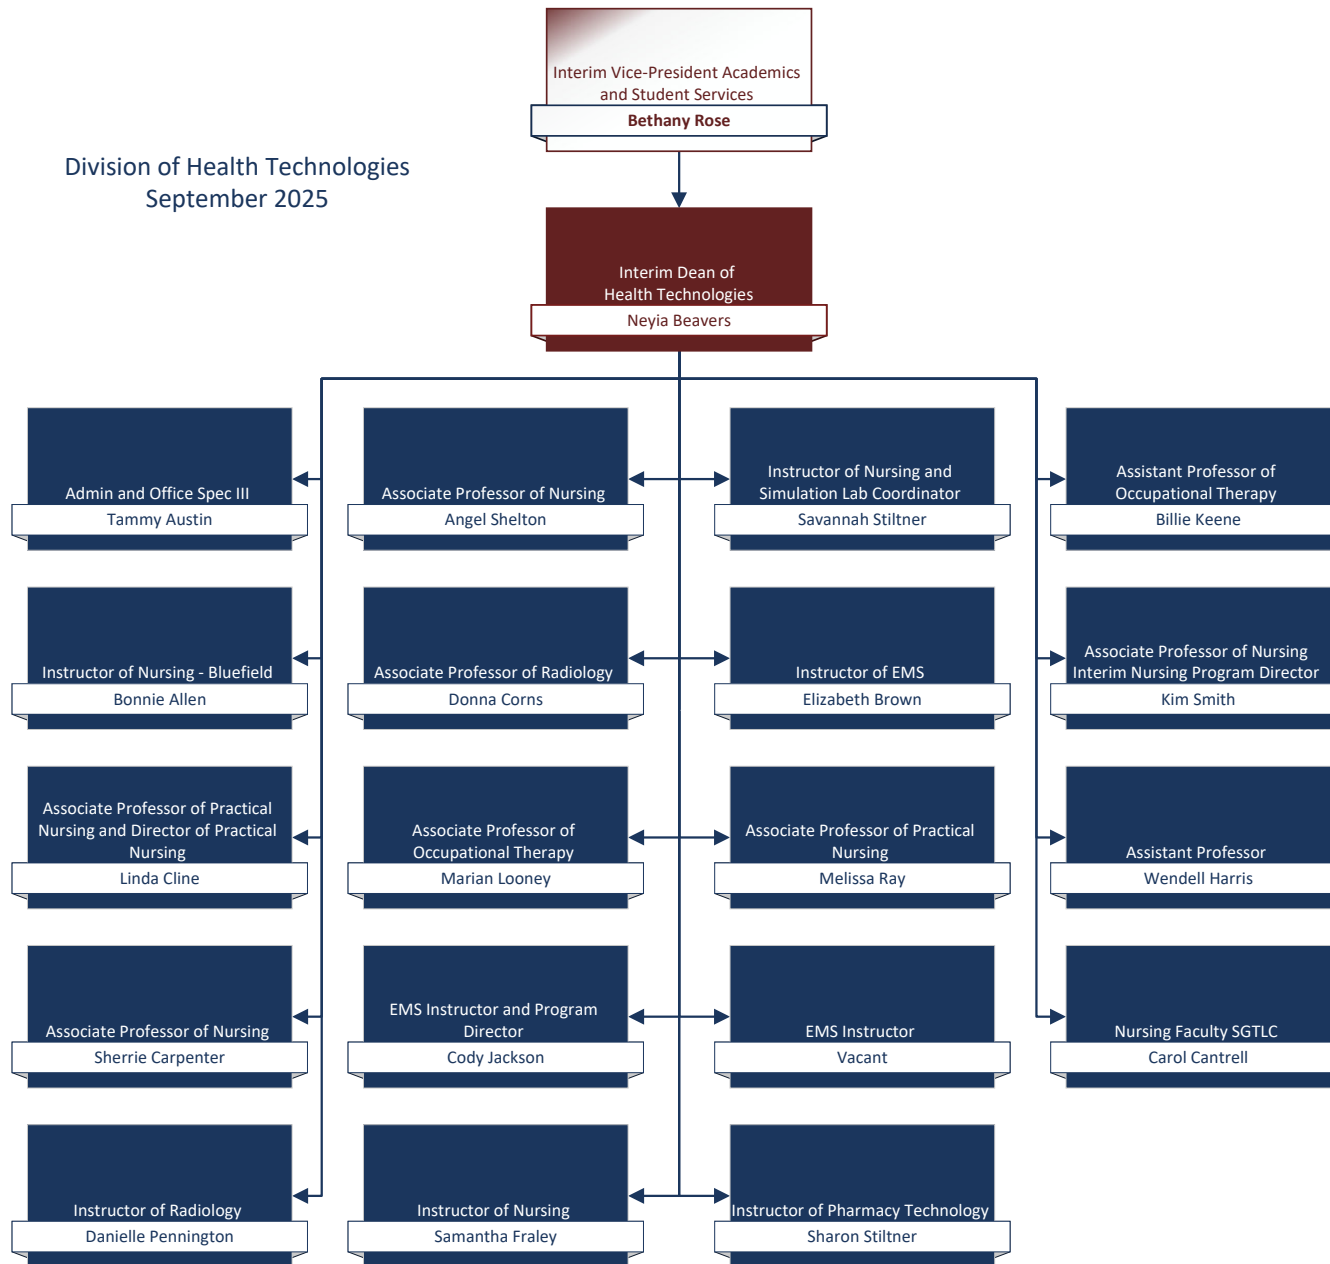 Interim Vice-President Academics
and Student Services
Bethany Rose
Division of Health Technologies
September 2025
Interim Dean of
Health Technologies
Neyia Beavers
Admin and Office Spec III
Tammy Austin
Associate Professor of Nursing
Angel Shelton
Instructor of Nursing and
Simulation Lab Coordinator
Savannah Stiltner
Assistant Professor of
Occupational Therapy
Billie Keene
Instructor of Nursing - Bluefield
Bonnie Allen
Associate Professor of Radiology
Donna Corns
Instructor of EMS
Elizabeth Brown
Associate Professor of Nursing
Interim Nursing Program Director
Kim Smith
Associate Professor of Practical
Nursing and Director of Practical
Nursing
Linda Cline
Associate Professor of
Occupational Therapy
Marian Looney
Associate Professor of Practical
Nursing
Melissa Ray
Assistant Professor
Wendell Harris
Associate Professor of Nursing
Sherrie Carpenter
EMS Instructor and Program
Director
Cody Jackson
EMS Instructor
Vacant
Nursing Faculty SGTLC
Carol Cantrell
Instructor of Radiology
Danielle Pennington
Instructor of Nursing
Samantha Fraley
Instructor of Pharmacy Technology
Sharon Stiltner